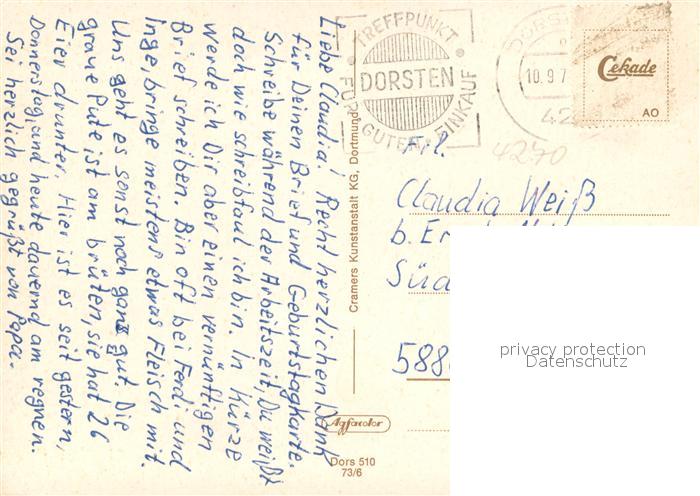 Liebe Claudia! Recht herzlichen Dank
für Deinen Brief und Geburtstagkarte.
Schreibe während der Arbeitszeit, Du weißt
doch wie schreibfaul ich bin. In Kürze
werde ich Dir aber einen vernünftigen
Brief schreiben. Bin oft bei Ferdi und
Inge, bringe meistens etwas Fleisch mit.
Uns geht es sonst noch ganz gut. Die
graue Pute ist am brüten, sie hat 26
Eier drunter. Hier ist es seit gestern,
Donnerstag, und heute dauernd am regnen.
Sei herzlich gegrüßt von Papa.
TREFFPUNKT
DORSTEN
FÜR GUTEN EINKAUF
DORS
10.9.7
42
Cekade
AO
4270
Cramers Kunstanstalt KG, Dortmund
Frl.
Claudia Weiß
b.
Süd
588
privacy protection
Datenschutz
Agfacolor
Dors 510
73/6